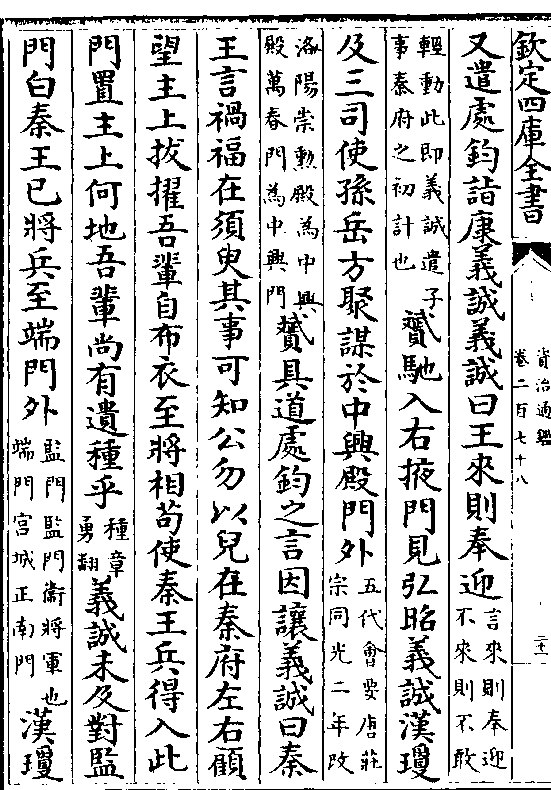 欽定四庫全書
資治通鑑
卷二百七十八
又遣處鈞詣康義誠義誠曰王來則奉迎言來則奉迎不來則不敢
輕動此即義誠遣子事秦府之初計也贇馳入右掖門見弘昭義誠漢瓊
及三司使孫岳方聚謀於中興殿門外五代會要唐莊宗同光二年改
洛陽崇勳殿為中興殿萬春門為中興門贇具道處鈞之言因讓義誠曰秦
王言禍福在須臾其事可知公勿以兒在秦府左右顧
望主上拔擢吾輩自布衣至將相苟使秦王兵得入此
門置主上何地吾輩尚有遺種乎種章勇翻義誠未及對監
門白秦王已將兵至端門外監門監門衞將軍也端門宮城正南門漢瓊